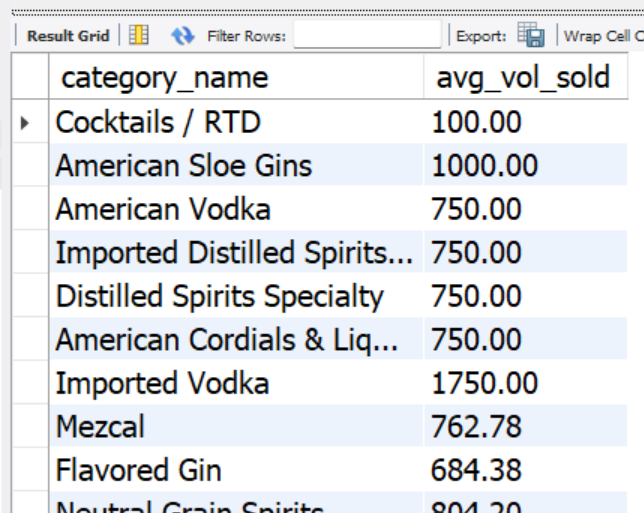 Result Grid Filter Rows: Export: Wrap Cell C
category_name avg_vol_sold
Cocktails / RTD 100.00
American Sloe Gins 1000.00
American Vodka 750.00
Imported Distilled Spirits... 750.00
Distilled Spirits Specialty 750.00
American Cordials & Liq... 750.00
Imported Vodka 1750.00
Mezcal 762.78
Flavored Gin 684.38
Neutral Grain Spirits 804.20